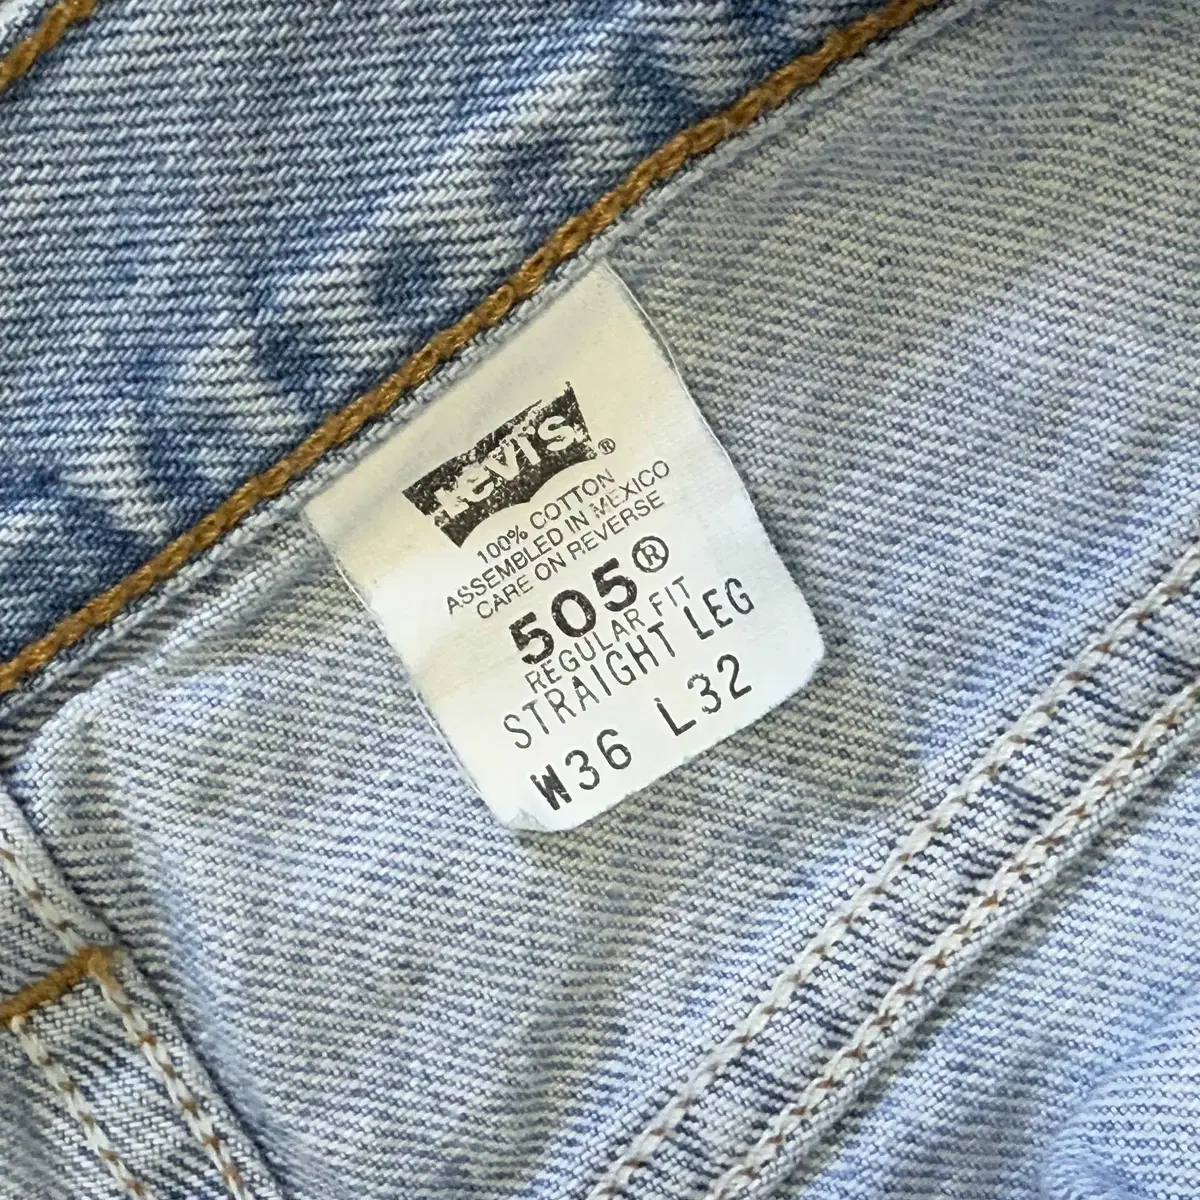 Levi's®
100% COTTON
ASSEMBLED IN MEXICO
CARE ON REVERSE
505®
REGULAR FIT
STRAIGHT LEG
W36 L32